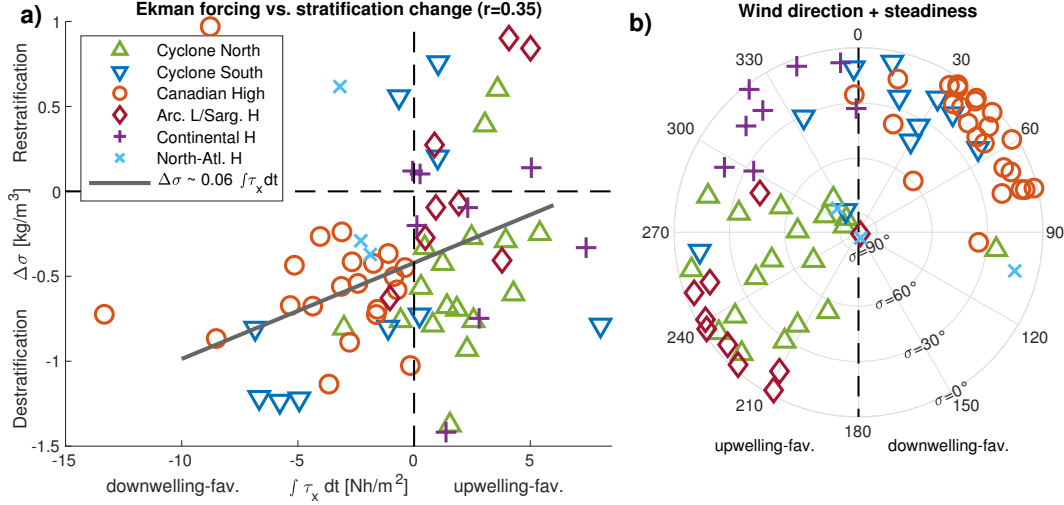 a)
Ekman forcing vs. stratification change (r=0.35)
Cyclone North
Cyclone South
Canadian High
Arc. L/Sarg. H
Continental H
North-Atl. H
Δσ ~ 0.06 ∫τx dt
1
0.5
0
-0.5
-1
-1.5
Restratification
Δσ [kg/m³]
Destratification
-15
-10
-5
0
5
downwelling-fav.
∫ τx dt [Nh/m²]
upwelling-fav.
b)
Wind direction + steadiness
0
30
60
90
120
150
180
210
240
270
300
330
σ=90°
σ=60°
σ=30°
σ=0°
upwelling-fav.
downwelling-fav.